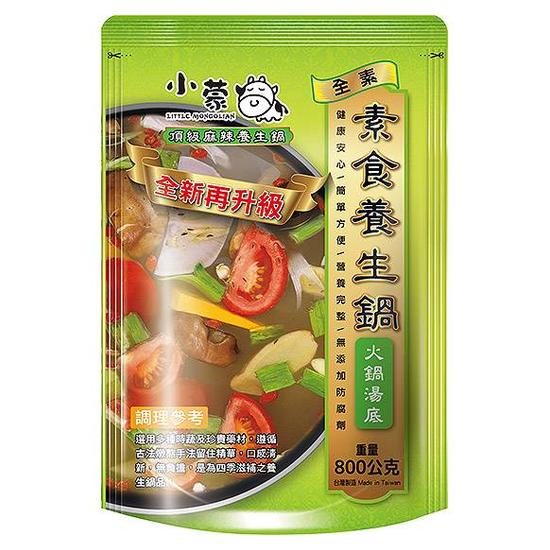 小蒙
LITTLE MONGOLIAN
頂級麻辣養生鍋
全新再升級
全素
素食養生鍋
健康安心/簡單方便/營養完整/無添加防腐劑
火鍋湯底
調理參考
選用多種時蔬及珍貴藥材,遵循
古法燉熬手法留住精華,口感清
新、無負擔,是為四季滋補之養
生鍋品。
重量
800公克
台灣製造 Made in Taiwan